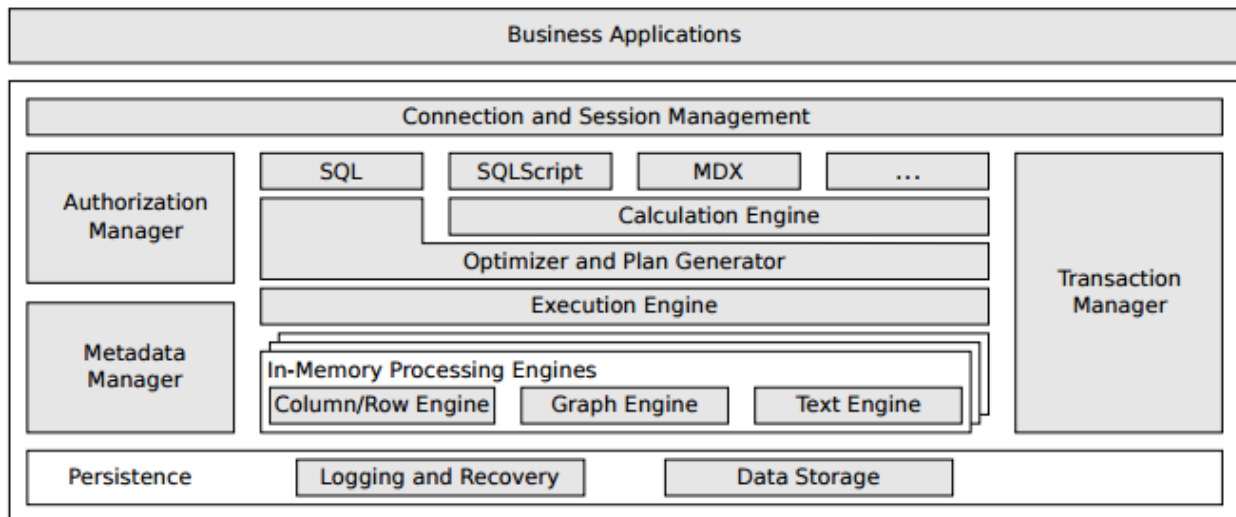 Business Applications
Connection and Session Management
Authorization
Manager
SQL
SQLScript
MDX
...
Calculation Engine
Optimizer and Plan Generator
Execution Engine
Transaction
Manager
Metadata
Manager
In-Memory Processing Engines
Column/Row Engine
Graph Engine
Text Engine
Persistence
Logging and Recovery
Data Storage